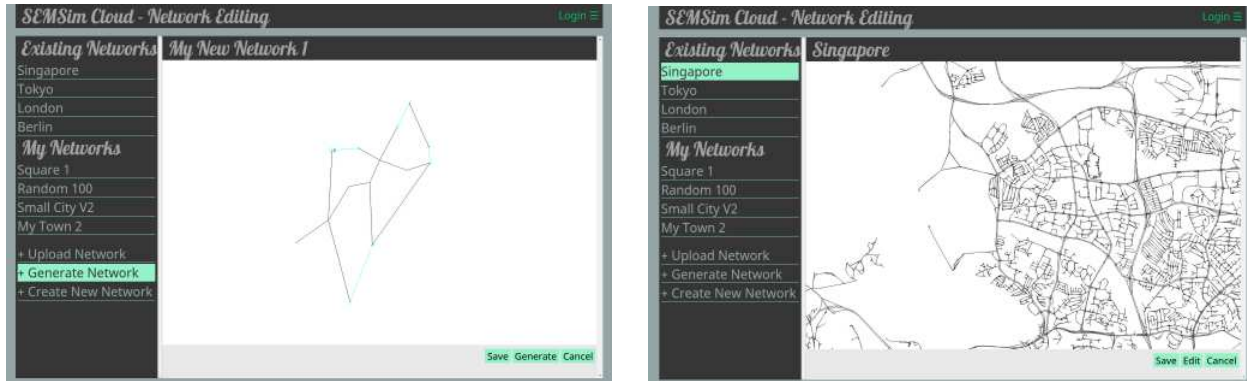 SEMSim Cloud - Network Editing
Login ☰
Existing Networks
Singapore
Tokyo
London
Berlin
My Networks
Square 1
Random 100
Small City V2
My Town 2
+ Upload Network
+ Generate Network
+ Create New Network
My New Network 1
Save Generate Cancel
SEMSim Cloud - Network Editing
Login ☰
Existing Networks
Singapore
Tokyo
London
Berlin
My Networks
Square 1
Random 100
Small City V2
My Town 2
+ Upload Network
+ Generate Network
+ Create New Network
Singapore
Save Edit Cancel